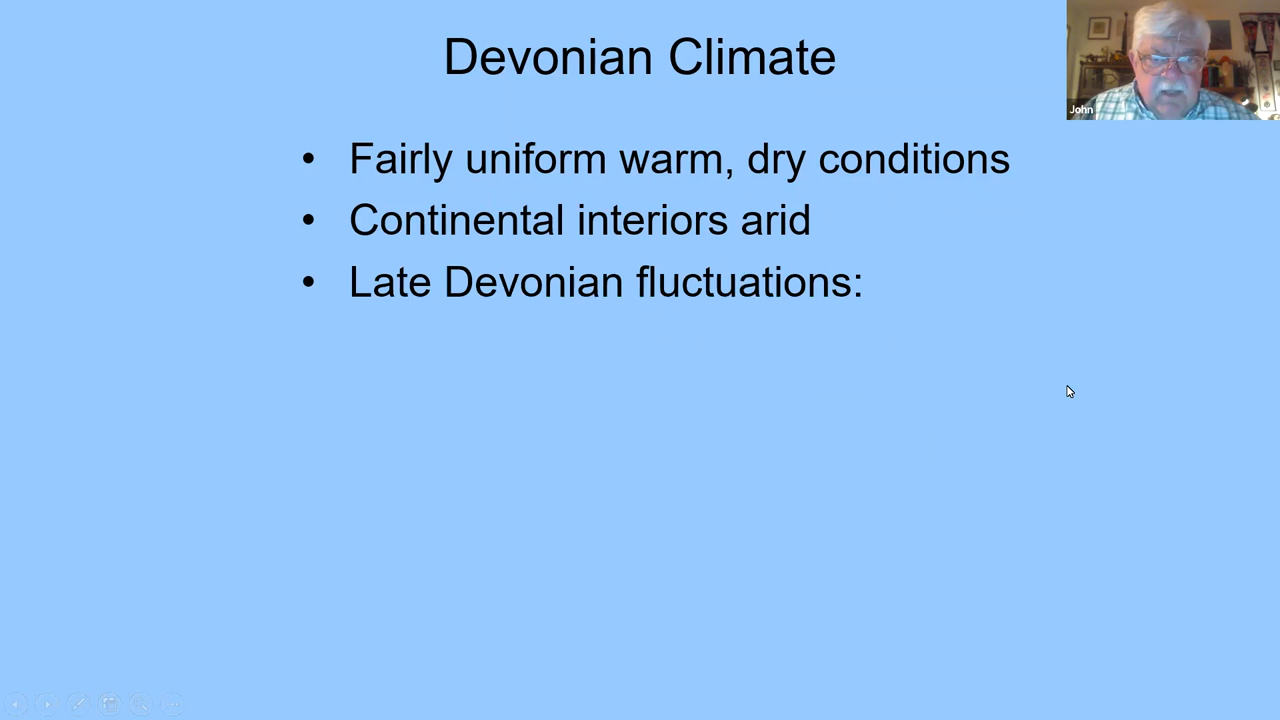 Devonian Climate
John
• Fairly uniform warm, dry conditions
• Continental interiors arid
• Late Devonian fluctuations: